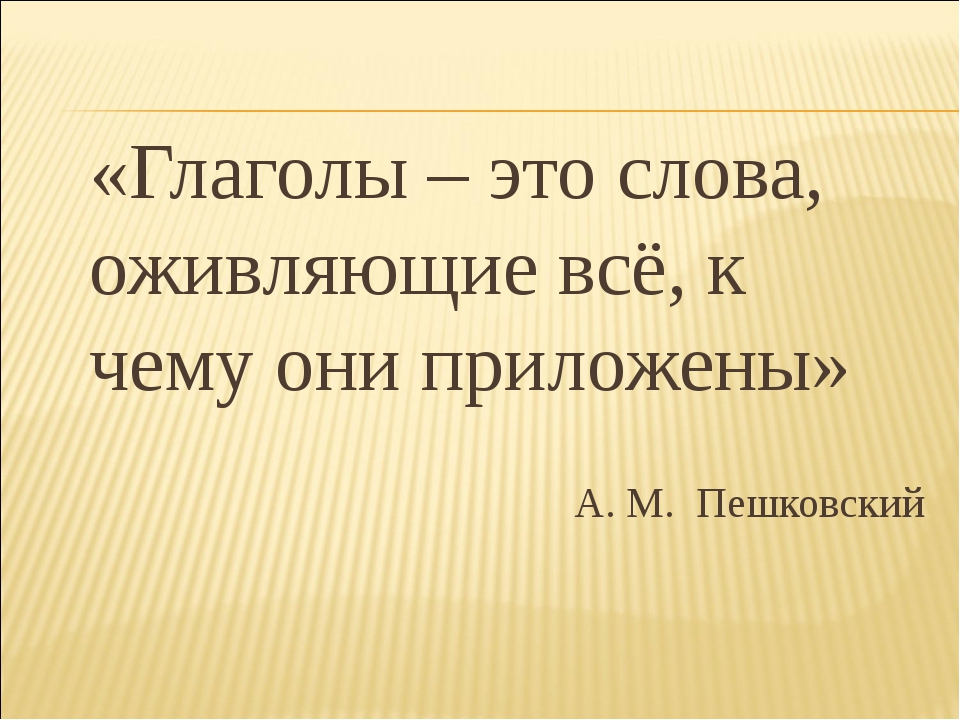 «Глаголы – это слова,
оживляющие всё, к
чему они приложены»
А. М.  Пешковский